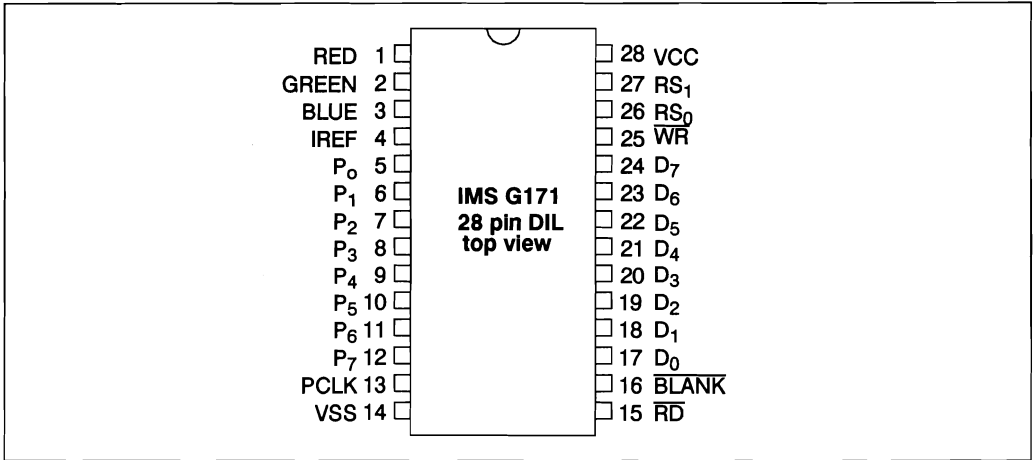 RED 1 28 VCC
GREEN 2 27 RS₁
BLUE 3 26 RS₀
IREF 4 25 W̅R̅
Pₒ 5 24 D₇
P₁ 6 23 D₆
P₂ 7 22 D₅
P₃ 8 21 D₄
P₄ 9 20 D₃
P₅ 10 19 D₂
P₆ 11 18 D₁
P₇ 12 17 D₀
PCLK 13 16 B̅L̅A̅N̅K̅
VSS 14 15 R̅D̅
IMS G171
28 pin DIL
top view